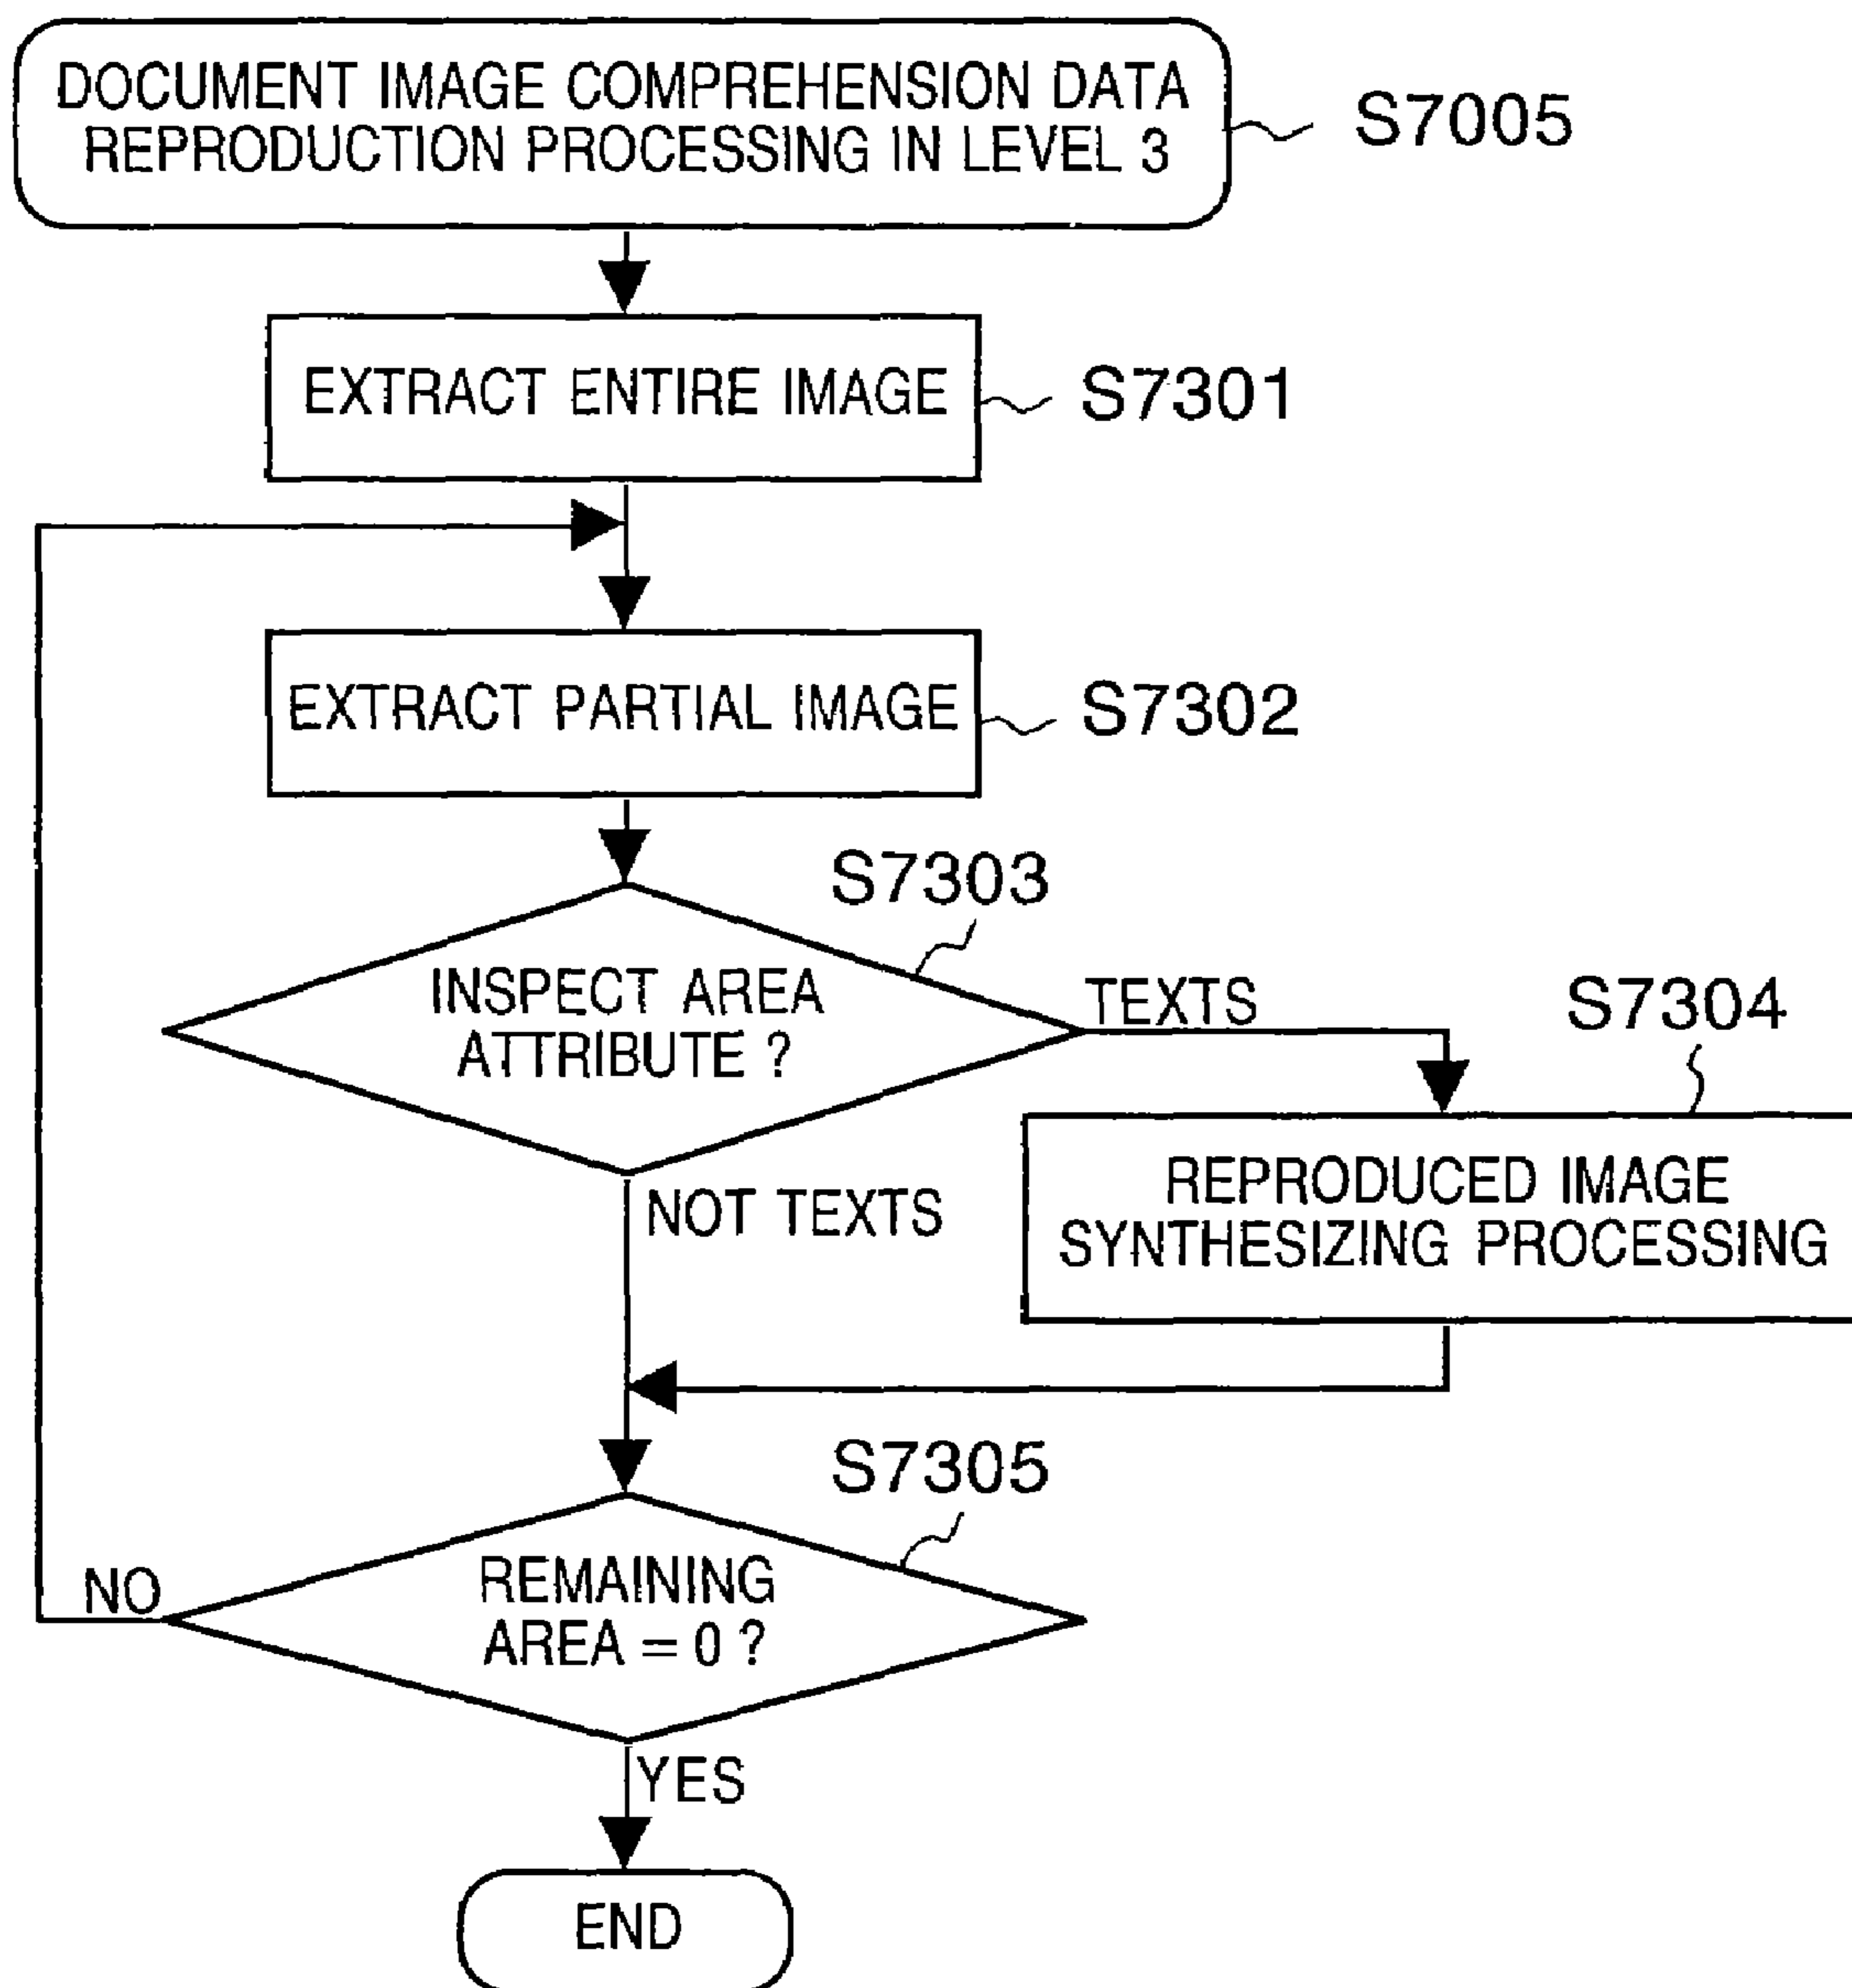 DOCUMENT IMAGE COMPREHENSION DATA
REPRODUCTION PROCESSING IN LEVEL 3
S7005
EXTRACT ENTIRE IMAGE
S7301
EXTRACT PARTIAL IMAGE
S7302
S7303
INSPECT AREA
ATTRIBUTE ?
TEXTS
S7304
REPRODUCED IMAGE
SYNTHESIZING PROCESSING
NOT TEXTS
S7305
REMAINING
AREA = 0 ?
NO
YES
END